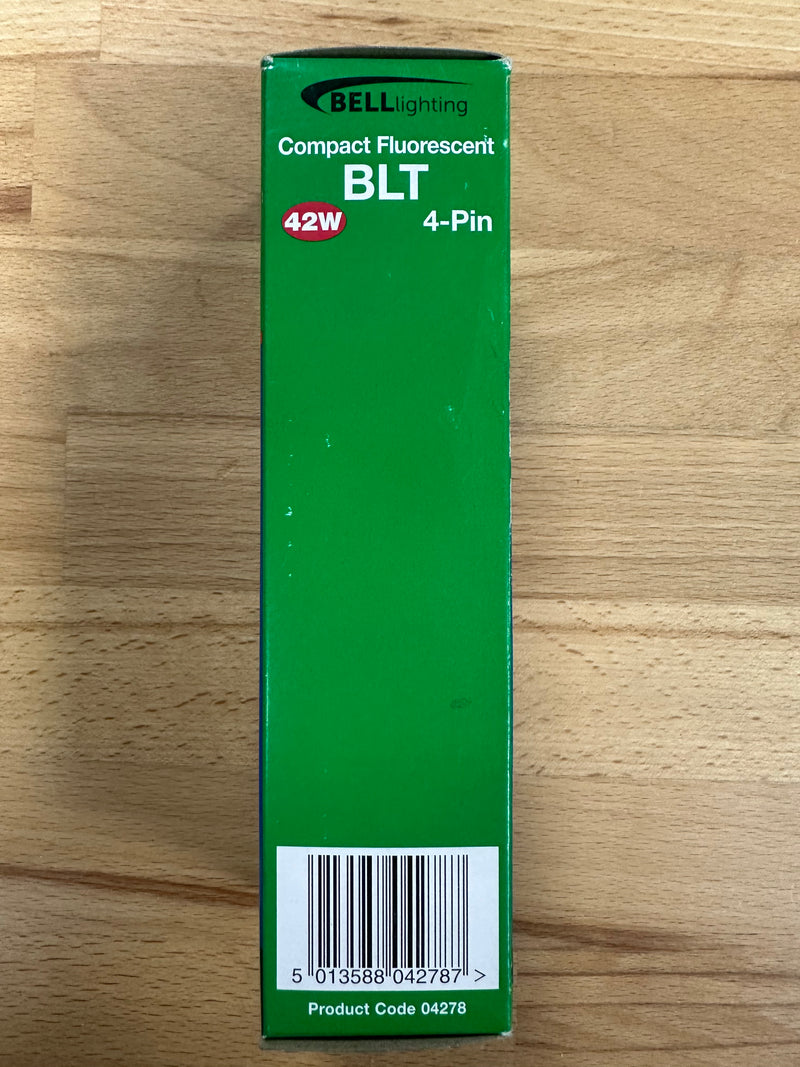 BELLlighting
Compact Fluorescent
BLT
42W 4-Pin
5 013588 042787 >
Product Code 04278